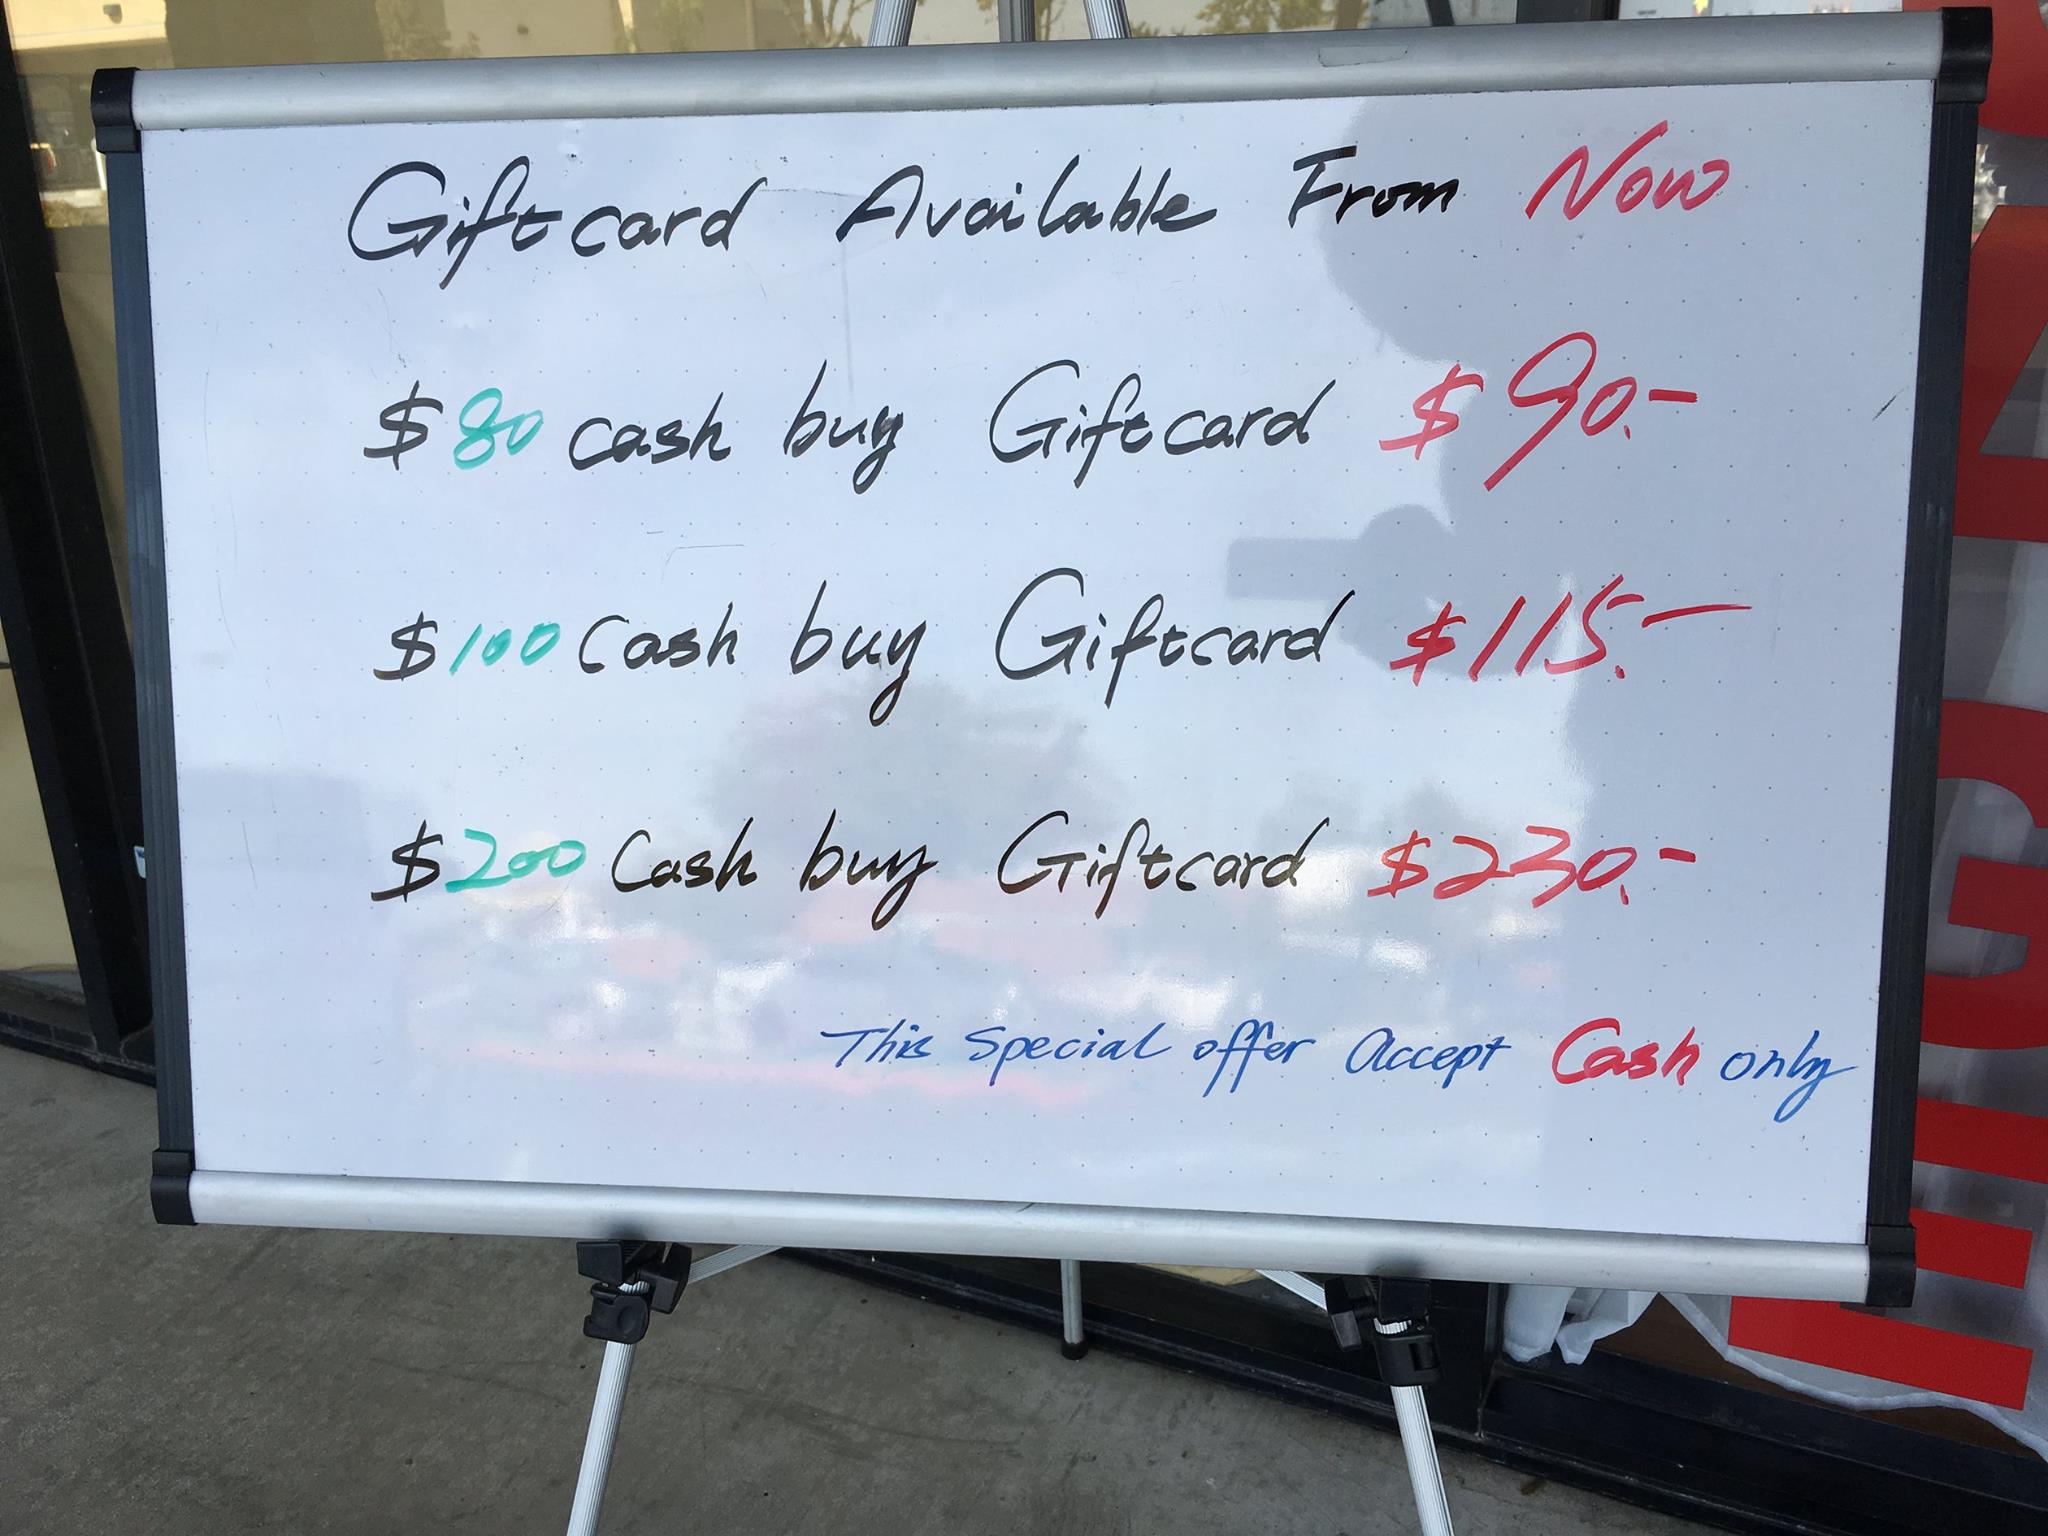 Giftcard Available From Now
$80 cash buy Giftcard $90.-
$100 Cash buy Giftcard $115.-
$200 Cash buy Giftcard $230.-
This Special offer Accept Cash only